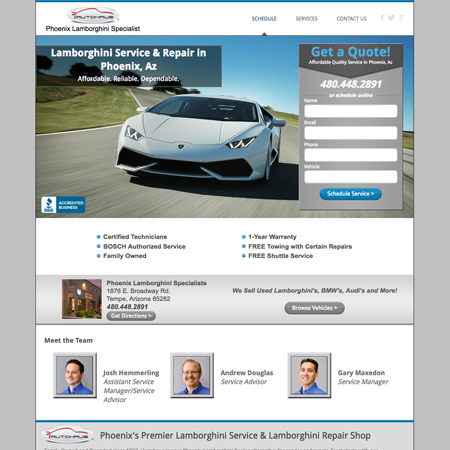 AUTOHAUS
Phoenix Lamborghini Specialist
SCHEDULE
SERVICES
CONTACT US
Lamborghini Service & Repair in
Phoenix, Az
Affordable. Reliable. Dependable.
Get a Quote!
Affordable Quality Service in Phoenix, Az
480.448.2891
or schedule online
Name
Email
Phone
Vehicle
Schedule Service >
BBB
ACCREDITED
BUSINESS
Certified Technicians
BOSCH Authorized Service
Family Owned
1-Year Warranty
FREE Towing with Certain Repairs
FREE Shuttle Service
Phoenix Lamborghini Specialists
1876 E. Broadway Rd.
Tempe, Arizona 85282
480.448.2891
Get Directions >
We Sell Used Lamborghini's, BMW's, Audi's and More!
Browse Vehicles >
Meet the Team
Josh Hemmerling
Assistant Service
Manager/Service
Advisor
Andrew Douglas
Service Advisor
Gary Maxedon
Service Manager
AUTOHAUS
Phoenix's Premier Lamborghini Service & Lamborghini Repair Shop